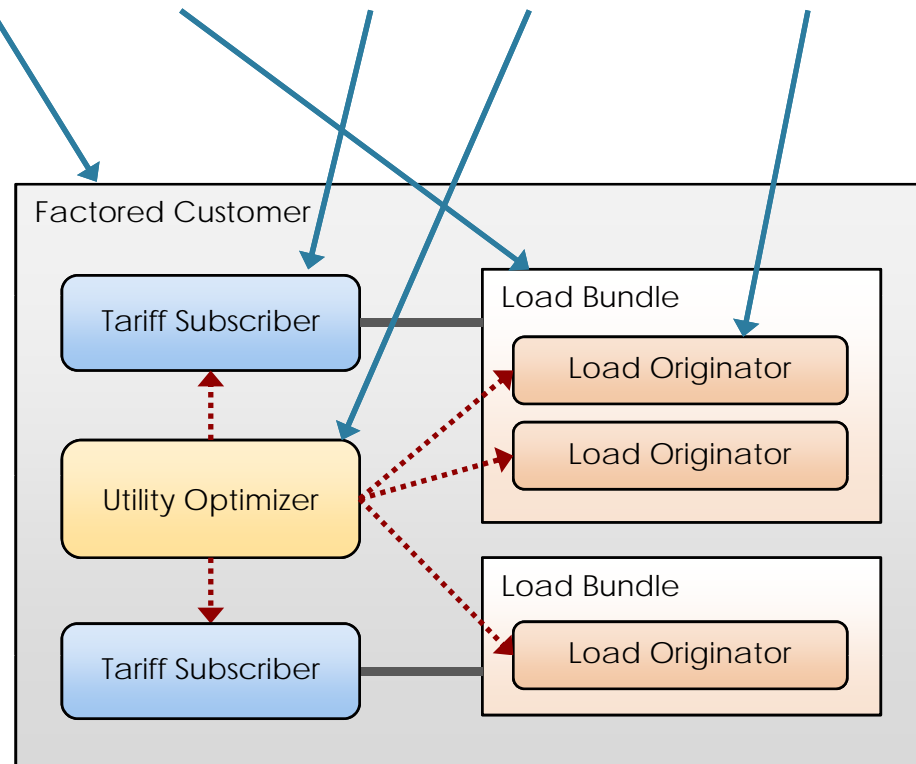 Factored Customer
Tariff Subscriber
Load Bundle
Load Originator
Load Originator
Utility Optimizer
Load Bundle
Tariff Subscriber
Load Originator